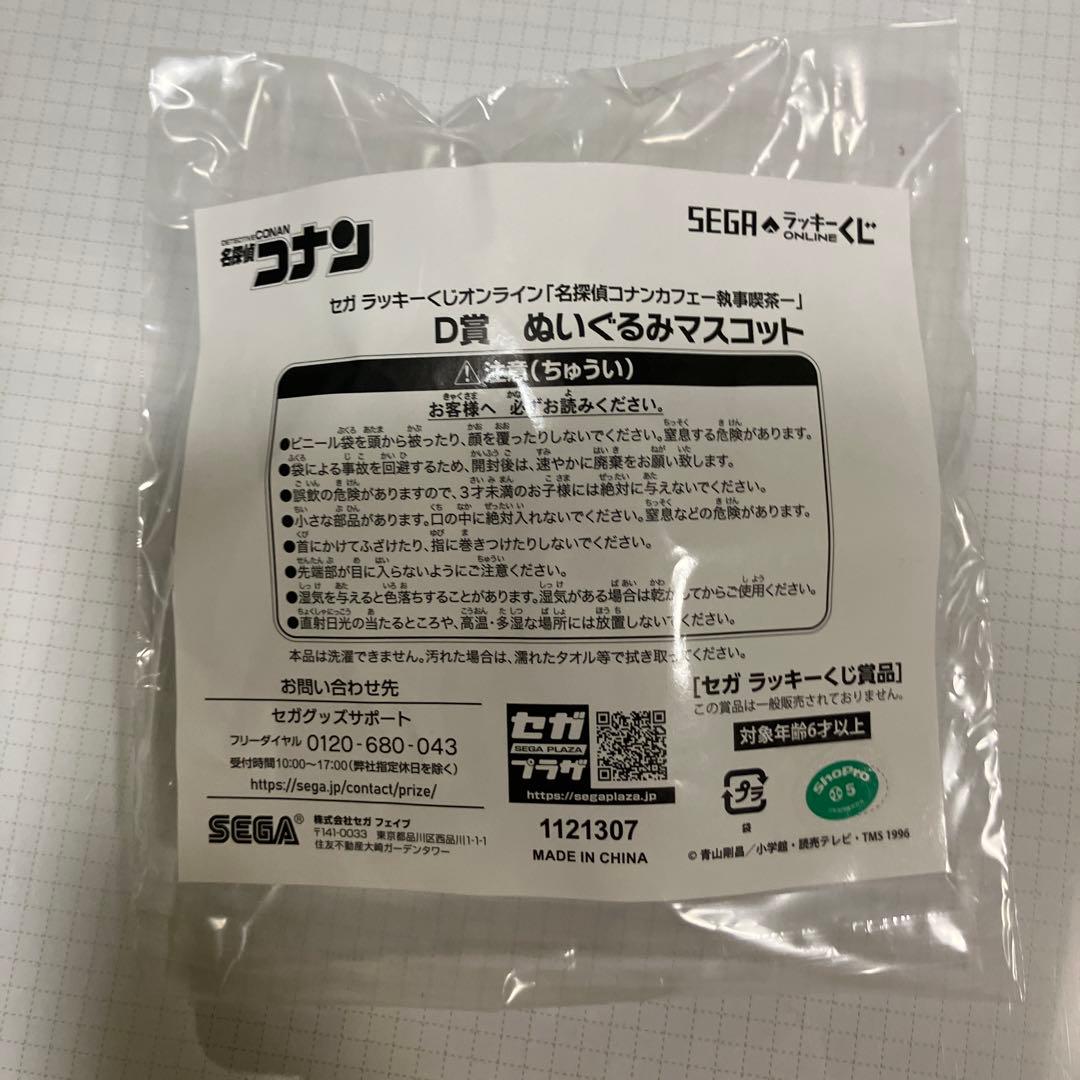 DETECTIVE CONAN
名探偵コナン
SEGA ラッキーくじ ONLINE
セガ ラッキーくじオンライン「名探偵コナンカフェー執事喫茶ー」
D賞 ぬいぐるみマスコット
注意(ちゅうい)
お客様へ 必ずお読みください。
●ビニール袋を頭から被ったり、顔を覆ったりしないでください。窒息する危険があります。
●袋による事故を回避するため、開封後は、速やかに廃棄をお願い致します。
●誤飲の危険がありますので、3才未満のお子様には絶対に与えないでください。
●小さな部品があります。口の中に絶対入れないでください。窒息などの危険があります。
●首にかけてふざけたり、指に巻きつけたりしないでください。
●先端部が目に入らないようにご注意ください。
●湿気を与えると色落ちすることがあります。湿気がある場合は乾かしてからご使用ください。
●直射日光の当たるところや、高温・多湿な場所には放置しないでください。
本品は洗濯できません。汚れた場合は、濡れたタオル等で拭き取ってください。
お問い合わせ先
セガグッズサポート
フリーダイヤル 0120-680-043
受付時間10:00〜17:00(弊社指定休日を除く)
https://sega.jp/contact/prize/
SEGA®
株式会社セガ フェイブ
〒141-0033 東京都品川区西品川1-1-1
住友不動産大崎ガーデンタワー
セガ
SEGA PLAZA
プラザ
https://segaplaza.jp
1121307
MADE IN CHINA
[セガ ラッキーくじ賞品]
この賞品は一般販売されておりません。
対象年齢6才以上
プラ
袋
ShoPro
小 5
© 青山剛昌／小学館・読売テレビ・TMS 1996